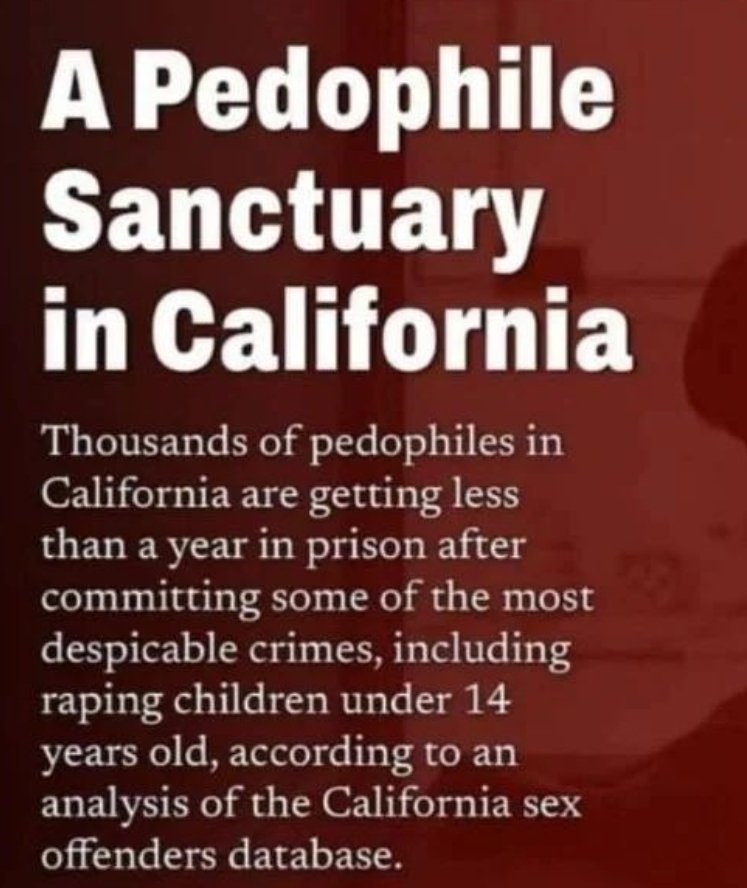 A Pedophile
Sanctuary
in California
Thousands of pedophiles in
California are getting less
than a year in prison after
committing some of the most
despicable crimes, including
raping children under 14
years old, according to an
analysis of the California sex
offenders database.